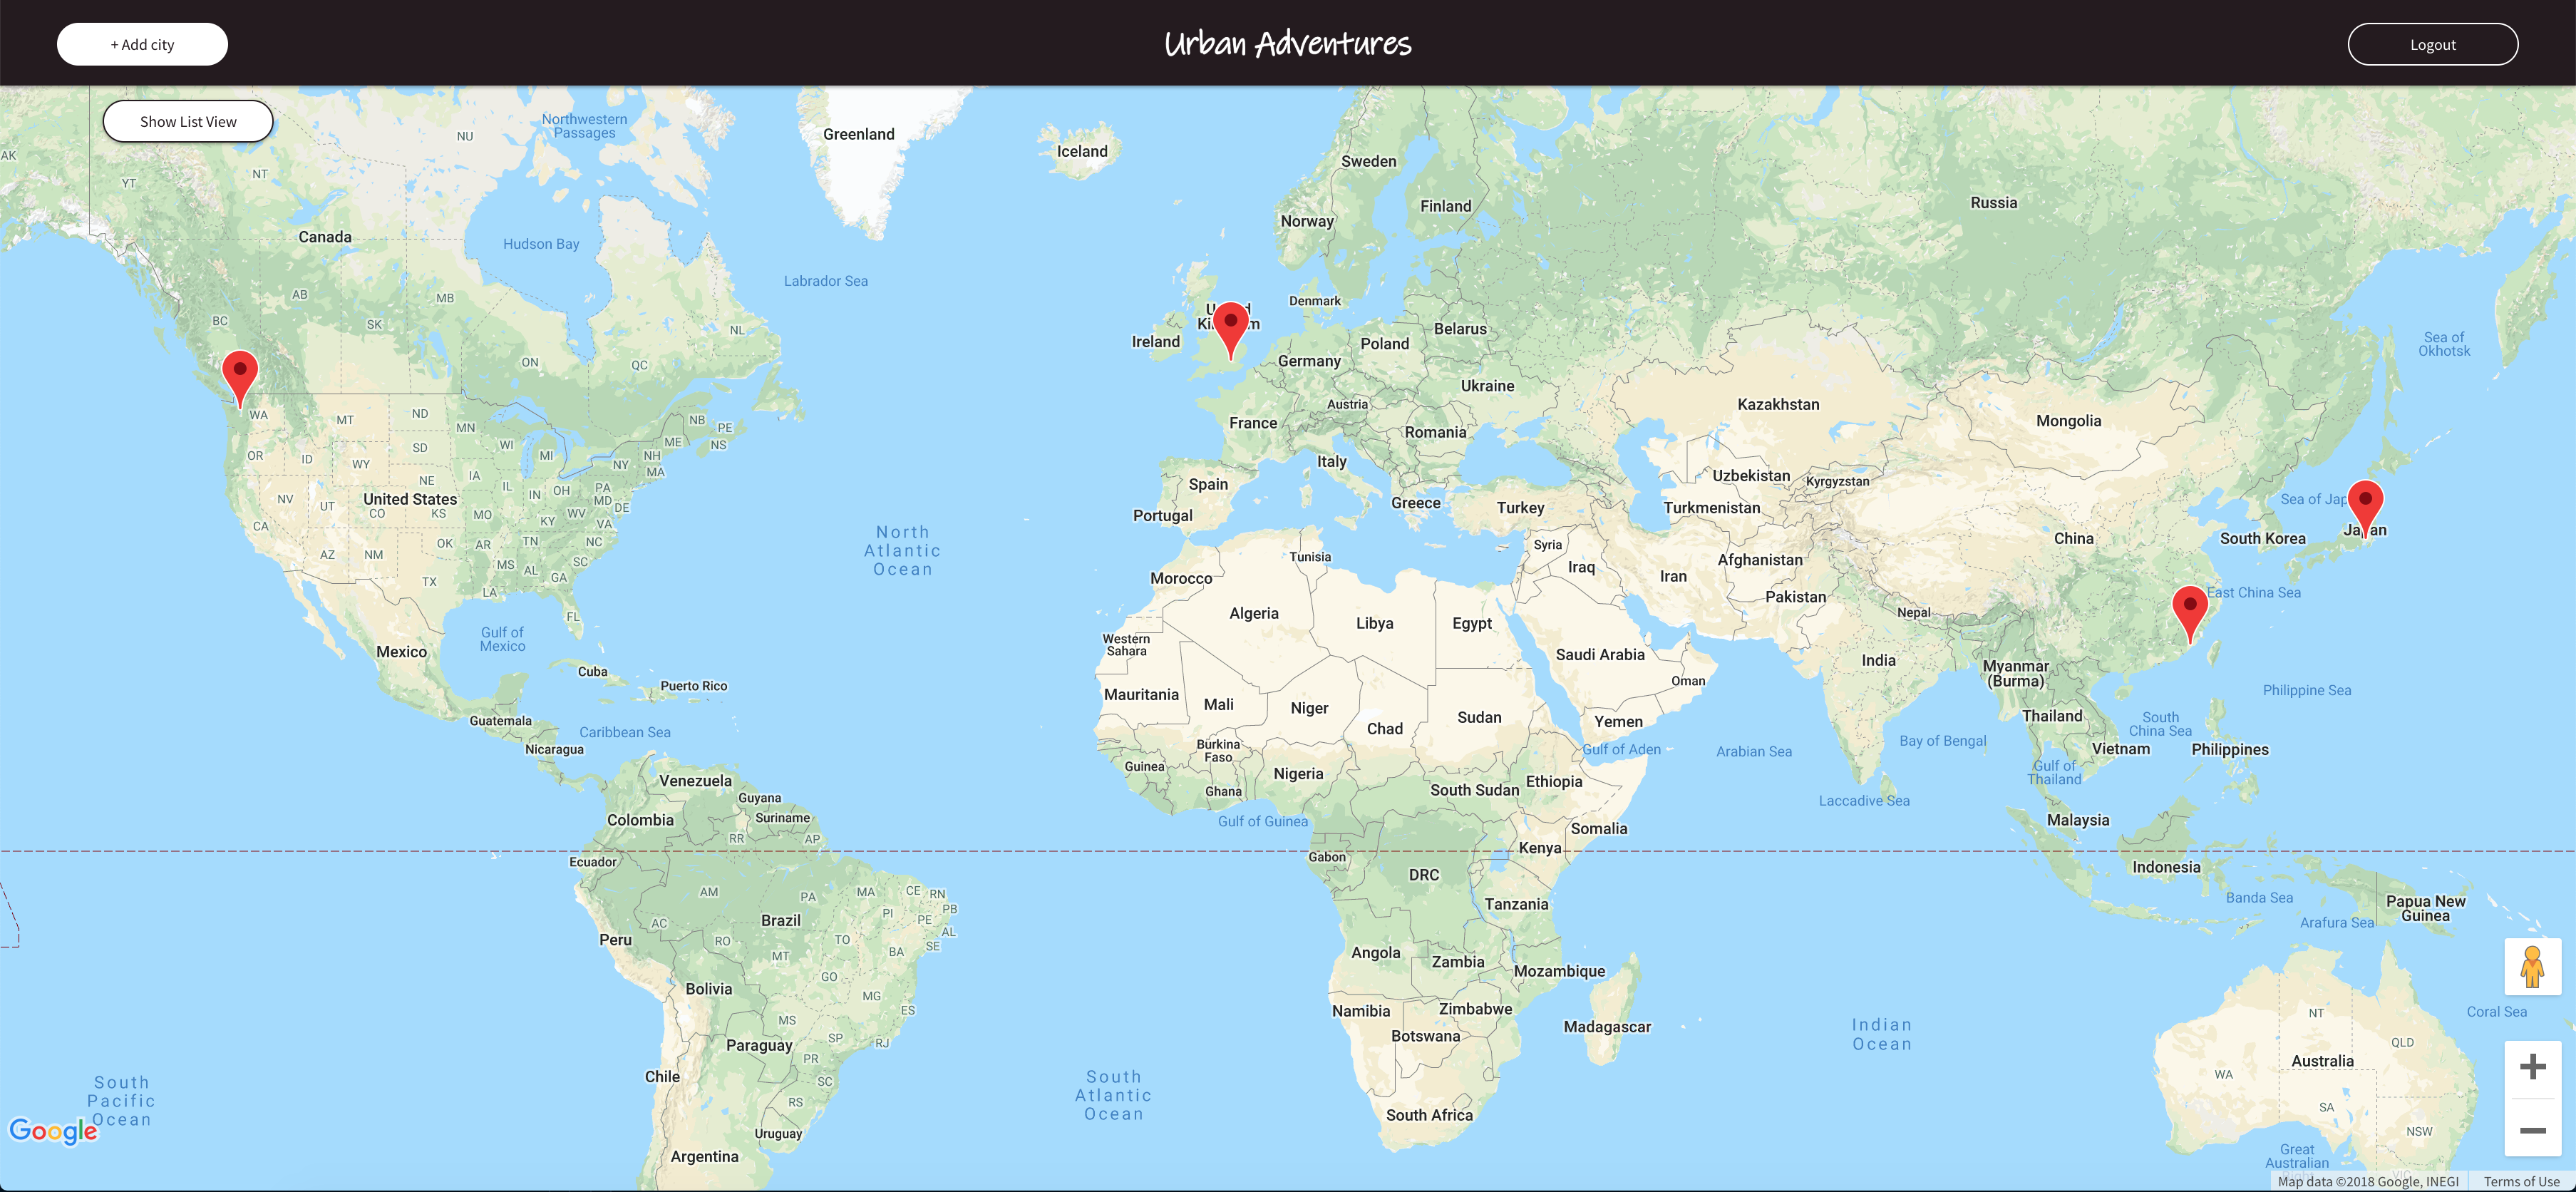 + Add city
Urban Adventures
Logout
Show List View
Northwestern
Passages
Greenland
Iceland
NU
AK
NT
YT
Sweden
Finland
Norway
Russia
Canada
Hudson Bay
Labrador Sea
AB
MB
BC
SK
NL
ON
QC
Denmark
Ireland
Belarus
Poland
Germany
Ukraine
Sea of
Okhotsk
Kazakhstan
Mongolia
WA
MT
ND
MN
NB
PE
NS
ME
Austria
France
Romania
OR
ID
SD
WI
MI
WY
NY
NH
MA
Italy
IA
NE
Spain
Uzbekistan
Kyrgyzstan
NV
UT
United States
CO
KS
IL
IN
OH
PA
MD
DE
Portugal
Greece
Turkey
Turkmenistan
Sea of
Japan
CA
MO
KY
WV
VA
North
Atlantic
Ocean
China
South Korea
AZ
NM
OK
AR
TN
NC
Tunisia
Syria
Iraq
Iran
Afghanistan
TX
MS
AL
GA
SC
LA
FL
Morocco
Algeria
Libya
Egypt
Pakistan
Nepal
East China Sea
Gulf of
Mexico
Mexico
Western
Sahara
Saudi Arabia
India
Myanmar
(Burma)
Oman
Cuba
Puerto Rico
Mauritania
Mali
Niger
Chad
Sudan
Yemen
Philippine Sea
Guatemala
Caribbean Sea
Nicaragua
Thailand
South
China Sea
Vietnam
Philippines
Burkina
Faso
Gulf of Aden
Arabian Sea
Bay of Bengal
Guinea
Nigeria
Ethiopia
Gulf of
Thailand
Venezuela
Guyana
Ghana
South Sudan
Laccadive Sea
Colombia
Suriname
Gulf of Guinea
Somalia
Malaysia
RR
AP
Ecuador
Gabon
Kenya
DRC
Indonesia
AM
PA
MA
CE
RN
PB
PI
PE
AL
Tanzania
Banda Sea
Papua New
Guinea
Arafura Sea
AC
Brazil
Peru
RO
TO
BA
SE
MT
Angola
Zambia
Mozambique
GO
Bolivia
MG
ES
Namibia
Zimbabwe
Madagascar
MS
SP
RJ
Botswana
Indian
Ocean
NT
Coral Sea
QLD
Paraguay
PR
Australia
Chile
SC
WA
South
Pacific
Ocean
South
Atlantic
Ocean
RS
South Africa
SA
NSW
Google
Uruguay
Argentina
Great
Australian
Map data ©2018 Google, INEGI
Terms of Use